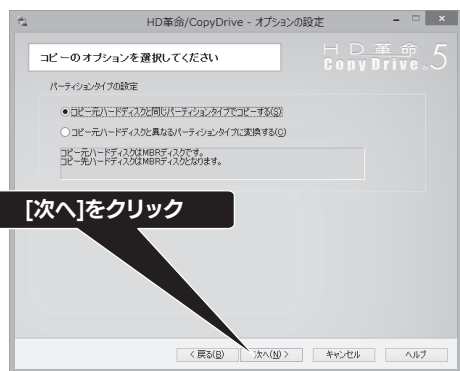 HD革命/CopyDrive - オプションの設定
コピーのオプションを選択してください
HD革命
Copy Drive Ver.5
パーティションタイプの設定
コピー元ハードディスクと同じパーティションタイプでコピーする(S)
コピー元ハードディスクと異なるパーティションタイプに変換する(C)
コピー元ハードディスクはMBRディスクです。
コピー先ハードディスクはMBRディスクとなります。
[次へ]をクリック
< 戻る(B)
次へ(N) >
キャンセル
ヘルプ